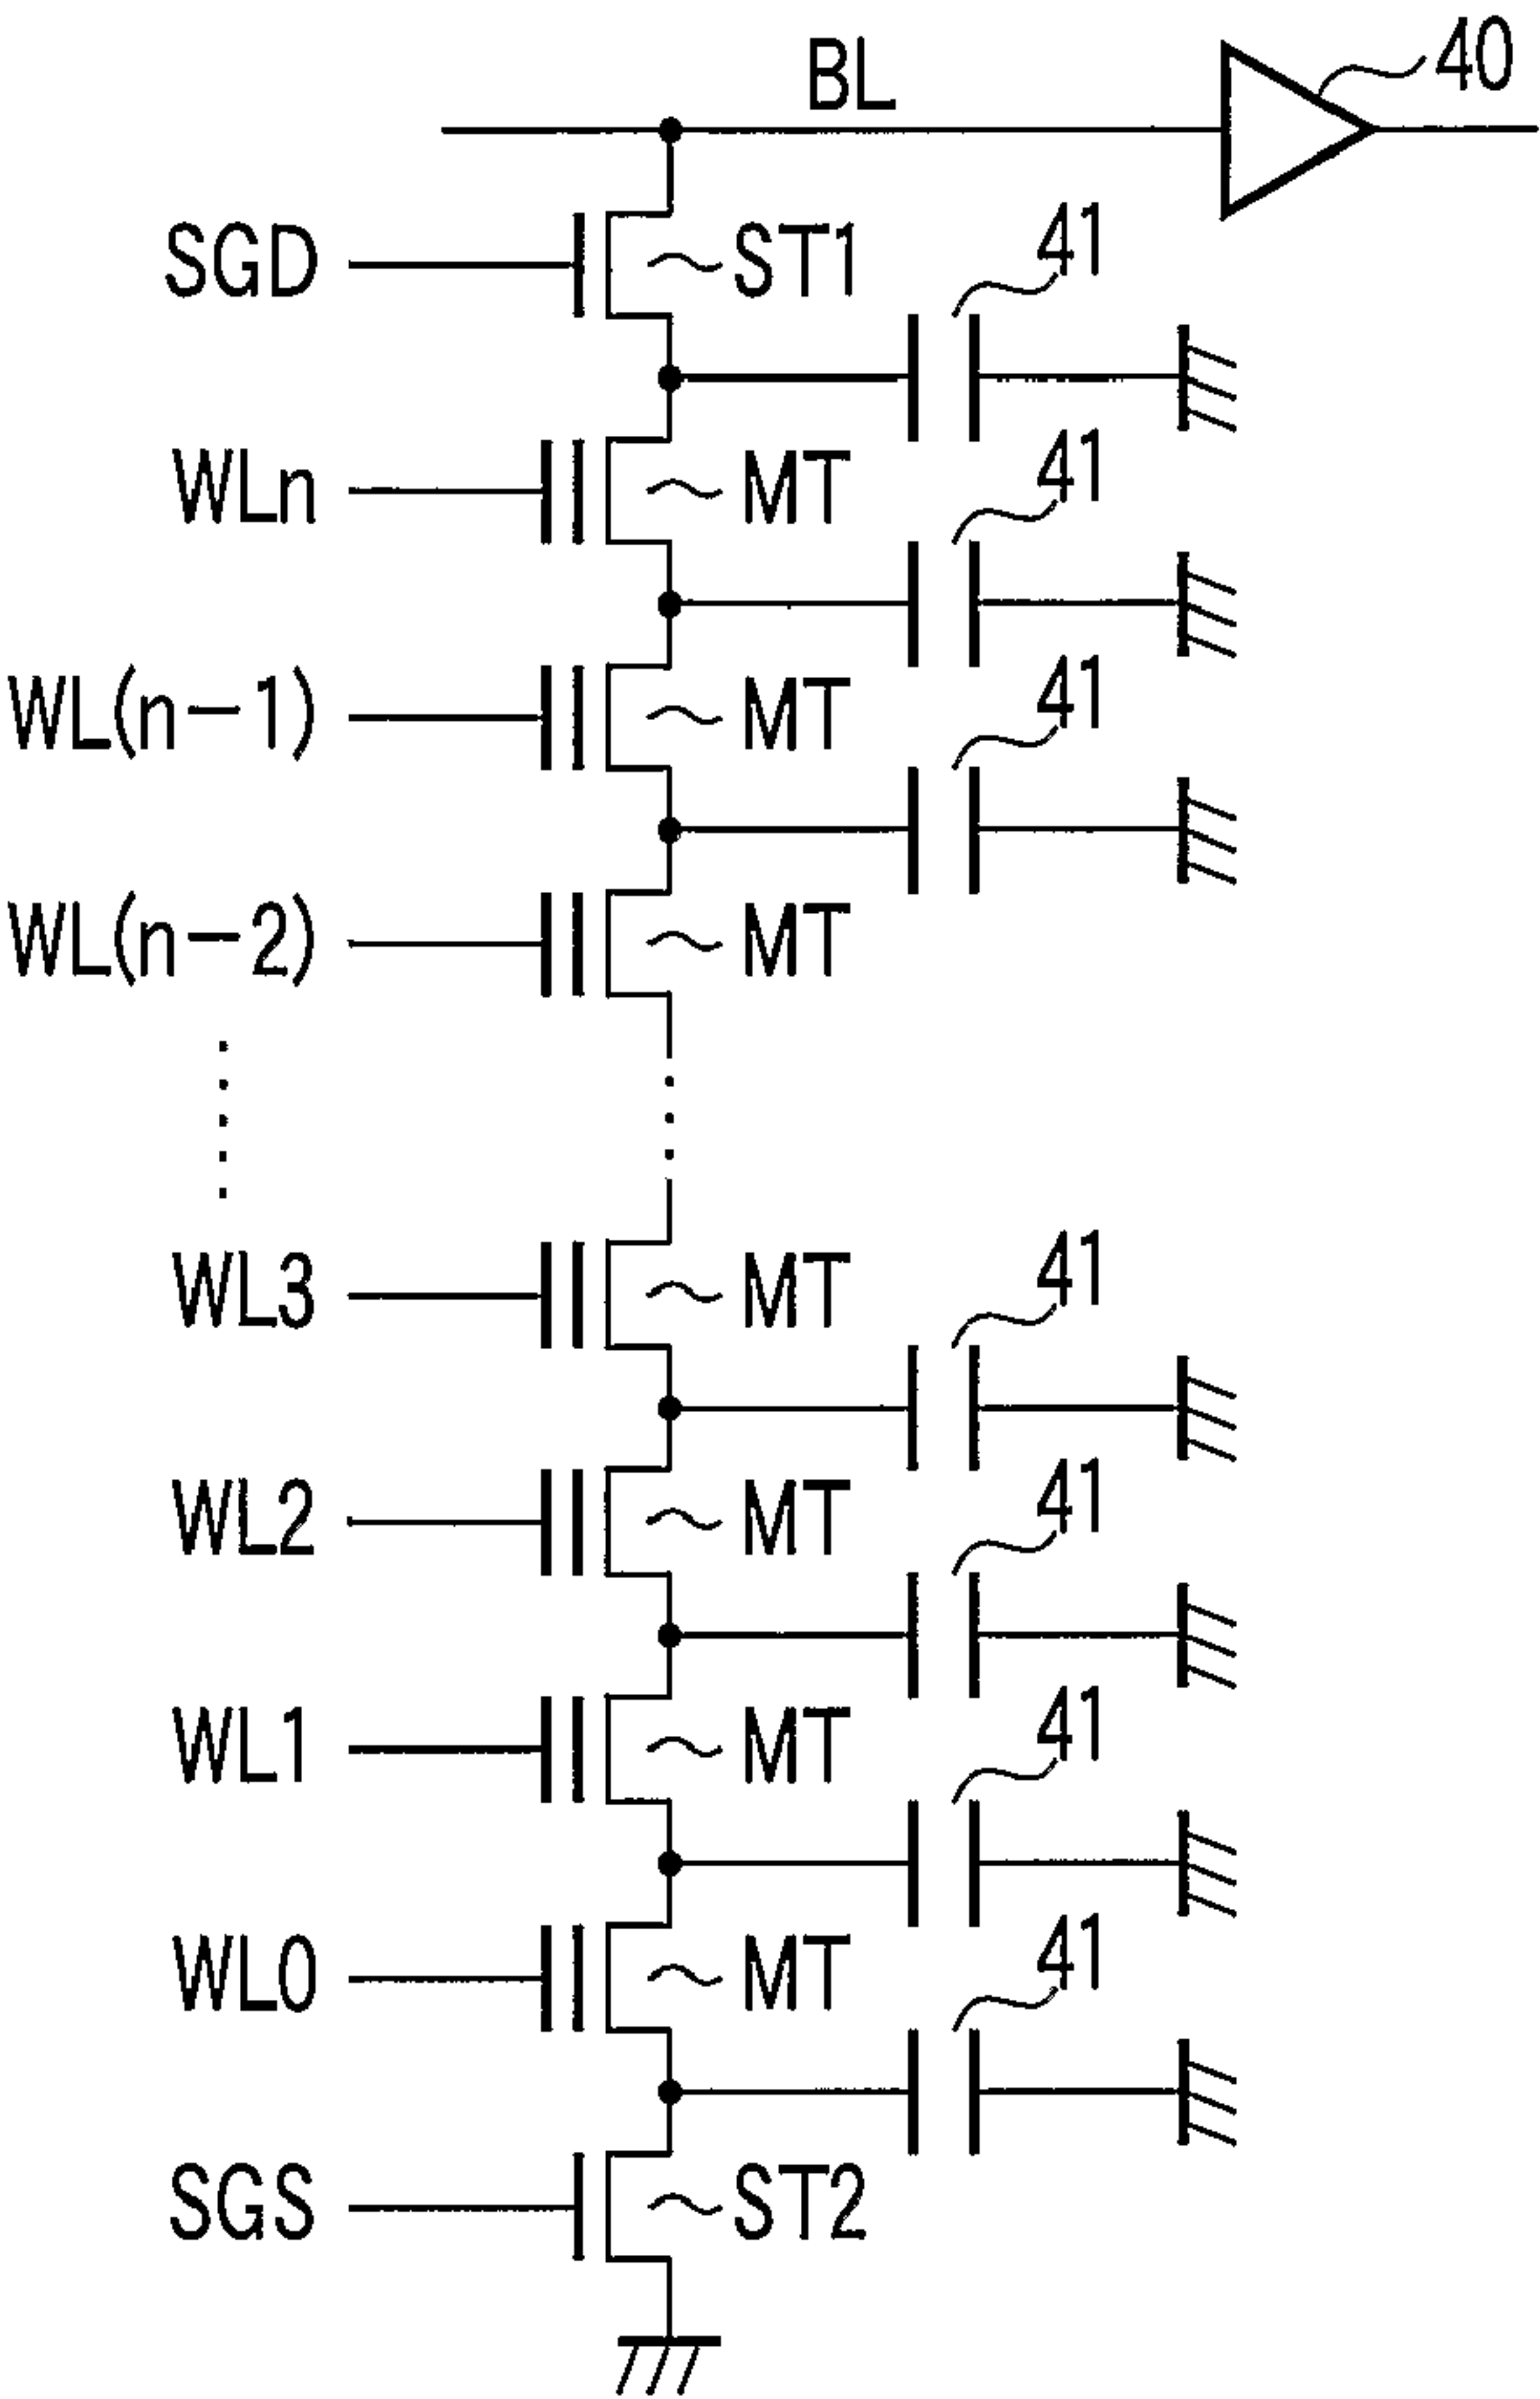 BL 40
SGD ST1 41
WLn MT 41
WL(n-1) MT 41
WL(n-2) MT
WL3 MT 41
WL2 MT 41
WL1 MT 41
WL0 MT 41
SGS ST2